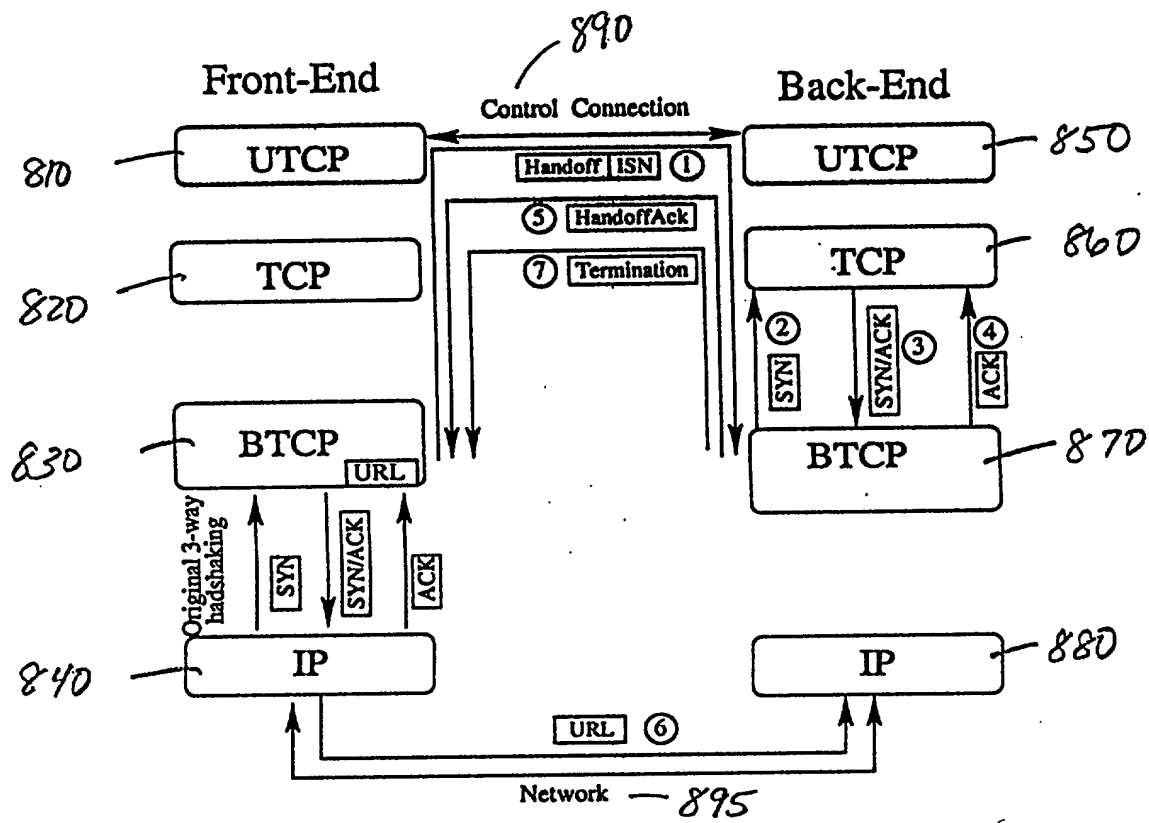 890
Front-End
Control Connection
Back-End
810
UTCP
Handoff ISN 1
UTCP
850
5 HandoffAck
820
TCP
7 Termination
TCP
860
2 SYN
SYN/ACK 3
4 ACK
830
BTCP
URL
BTCP
870
Original 3-way
hadshaking
SYN
SYN/ACK
ACK
840
IP
IP
880
URL 6
Network
895